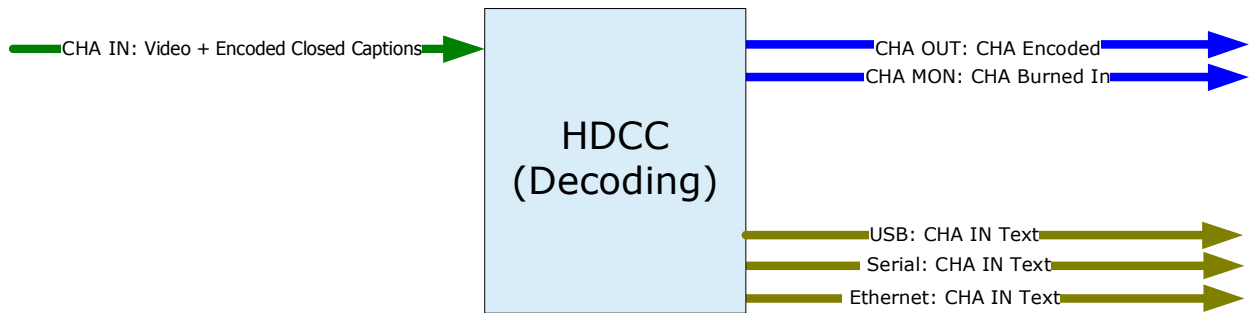 CHA IN: Video + Encoded Closed Captions
HDCC
(Decoding)
CHA OUT: CHA Encoded
CHA MON: CHA Burned In
USB: CHA IN Text
Serial: CHA IN Text
Ethernet: CHA IN Text